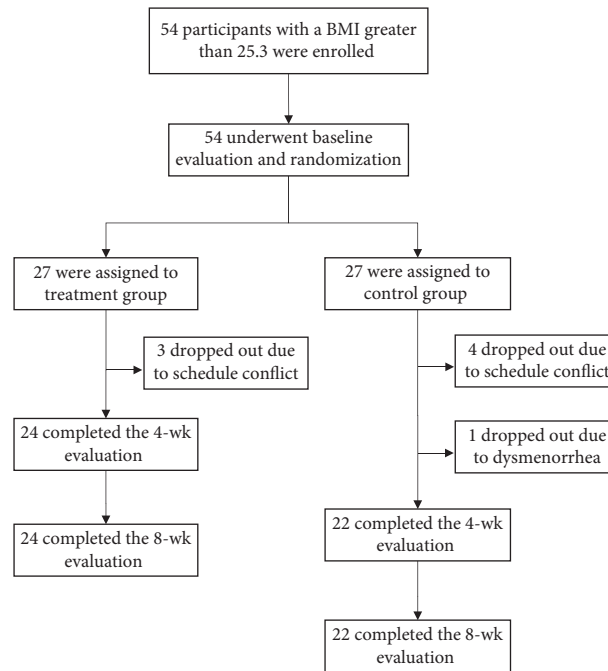 54 participants with a BMI greater
than 25.3 were enrolled
54 underwent baseline
evaluation and randomization
27 were assigned to
treatment group
27 were assigned to
control group
3 dropped out due
to schedule conflict
4 dropped out due
to schedule conflict
24 completed the 4-wk
evaluation
1 dropped out due
to dysmenorrhea
24 completed the 8-wk
evaluation
22 completed the 4-wk
evaluation
22 completed the 8-wk
evaluation